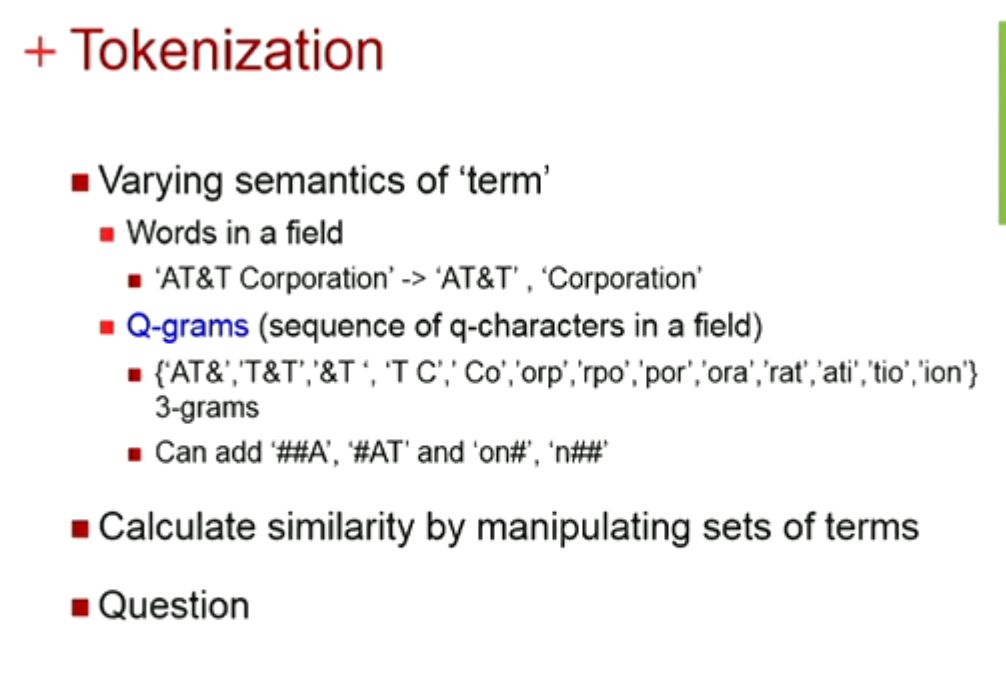 + Tokenization
Varying semantics of ‘term’
Words in a field
‘AT&T Corporation’ -> ‘AT&T’ , ‘Corporation’
Q-grams (sequence of q-characters in a field)
{‘AT&’,’T&T’,’&T ‘, ‘T C’,’ Co’,’orp’,’rpo’,’por’,’ora’,’rat’,’ati’,’tio’,’ion’}
3-grams
Can add ‘##A’, ‘#AT’ and ‘on#’, ‘n##’
Calculate similarity by manipulating sets of terms
Question